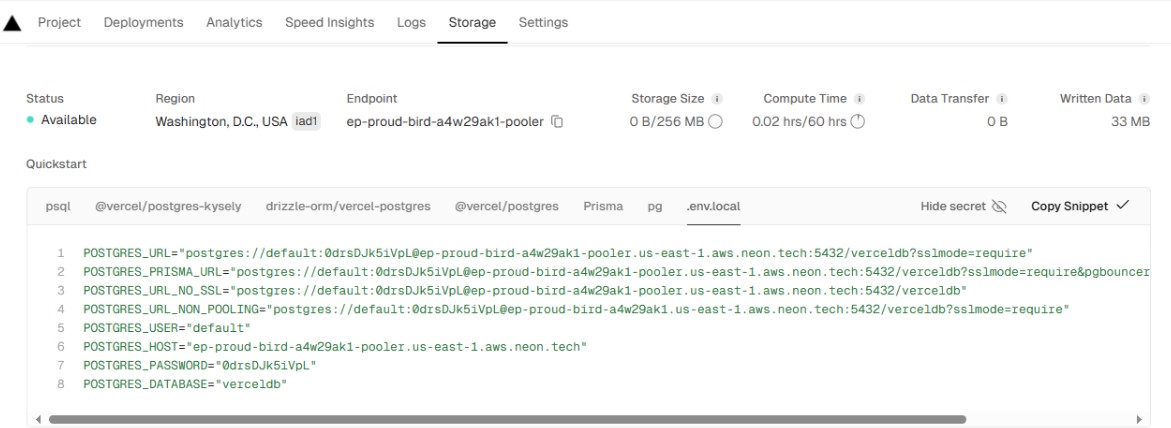 Project Deployments Analytics Speed Insights Logs Storage Settings
Status Region Endpoint Storage Size Compute Time Data Transfer Written Data
Available Washington, D.C., USA iad1 ep-proud-bird-a4w29ak1-pooler 0 B/256 MB 0.02 hrs/60 hrs 0 B 33 MB
Quickstart
psql @vercel/postgres-kysely drizzle-orm/vercel-postgres @vercel/postgres Prisma pg .env.local Hide secret Copy Snippet
1 POSTGRES_URL="postgres://default:0drsDJk5iVpL@ep-proud-bird-a4w29ak1-pooler.us-east-1.aws.neon.tech:5432/verceldb?sslmode=require"
2 POSTGRES_PRISMA_URL="postgres://default:0drsDJk5iVpL@ep-proud-bird-a4w29ak1-pooler.us-east-1.aws.neon.tech:5432/verceldb?sslmode=require&pgbouncer
3 POSTGRES_URL_NO_SSL="postgres://default:0drsDJk5iVpL@ep-proud-bird-a4w29ak1-pooler.us-east-1.aws.neon.tech:5432/verceldb"
4 POSTGRES_URL_NON_POOLING="postgres://default:0drsDJk5iVpL@ep-proud-bird-a4w29ak1.us-east-1.aws.neon.tech:5432/verceldb?sslmode=require"
5 POSTGRES_USER="default"
6 POSTGRES_HOST="ep-proud-bird-a4w29ak1-pooler.us-east-1.aws.neon.tech"
7 POSTGRES_PASSWORD="0drsDJk5iVpL"
8 POSTGRES_DATABASE="verceldb"